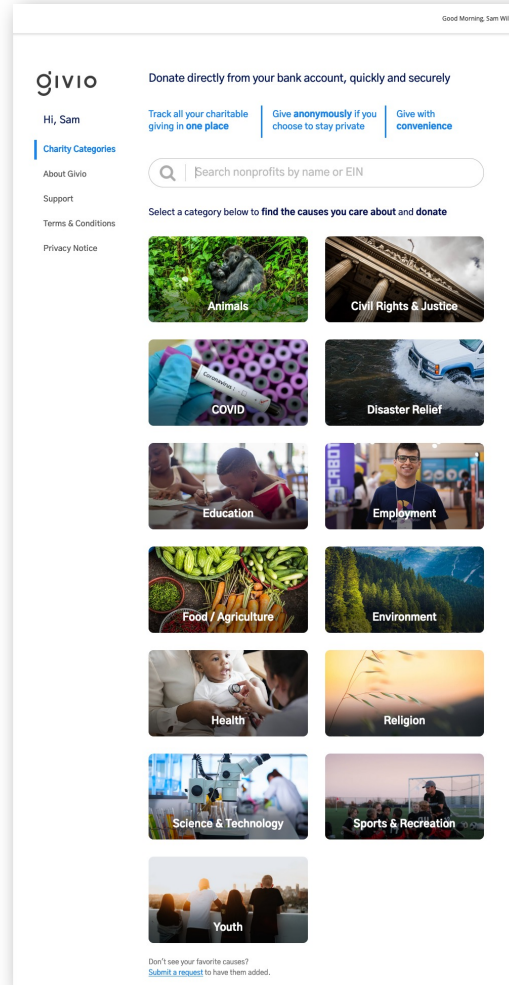 Good Morning, Sam Wil
givio
Hi, Sam
Charity Categories
About Givio
Support
Terms & Conditions
Privacy Notice
Donate directly from your bank account, quickly and securely
Track all your charitable
giving in one place
Give anonymously if you
choose to stay private
Give with
convenience
Search nonprofits by name or EIN
Select a category below to find the causes you care about and donate
Animals
Civil Rights & Justice
Coronavirus
COVID
Disaster Relief
Education
CABOT
Employment
Food / Agriculture
Environment
Health
Religion
Science & Technology
Sports & Recreation
Youth
Don't see your favorite causes?
Submit a request to have them added.